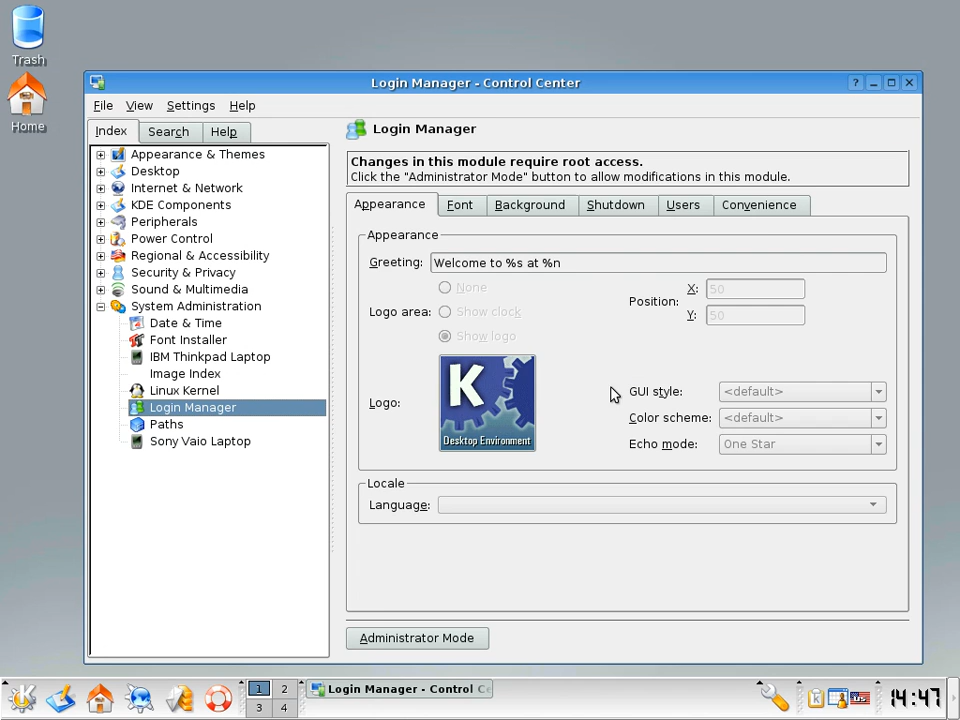 Trash
Home
Login Manager - Control Center
File View Settings Help
Index Search Help
Appearance & Themes
Desktop
Internet & Network
KDE Components
Peripherals
Power Control
Regional & Accessibility
Security & Privacy
Sound & Multimedia
System Administration
Date & Time
Font Installer
IBM Thinkpad Laptop
Image Index
Linux Kernel
Login Manager
Paths
Sony Vaio Laptop
Login Manager
Changes in this module require root access.
Click the "Administrator Mode" button to allow modifications in this module.
Appearance Font Background Shutdown Users Convenience
Appearance
Greeting: Welcome to %s at %n
None
Logo area: Show clock
Show logo
Position: X: 50
Y: 50
Logo:
K
Desktop Environment
GUI style: <default>
Color scheme: <default>
Echo mode: One Star
Locale
Language:
Administrator Mode
1 2
3 4
Login Manager - Control Ce
14:47